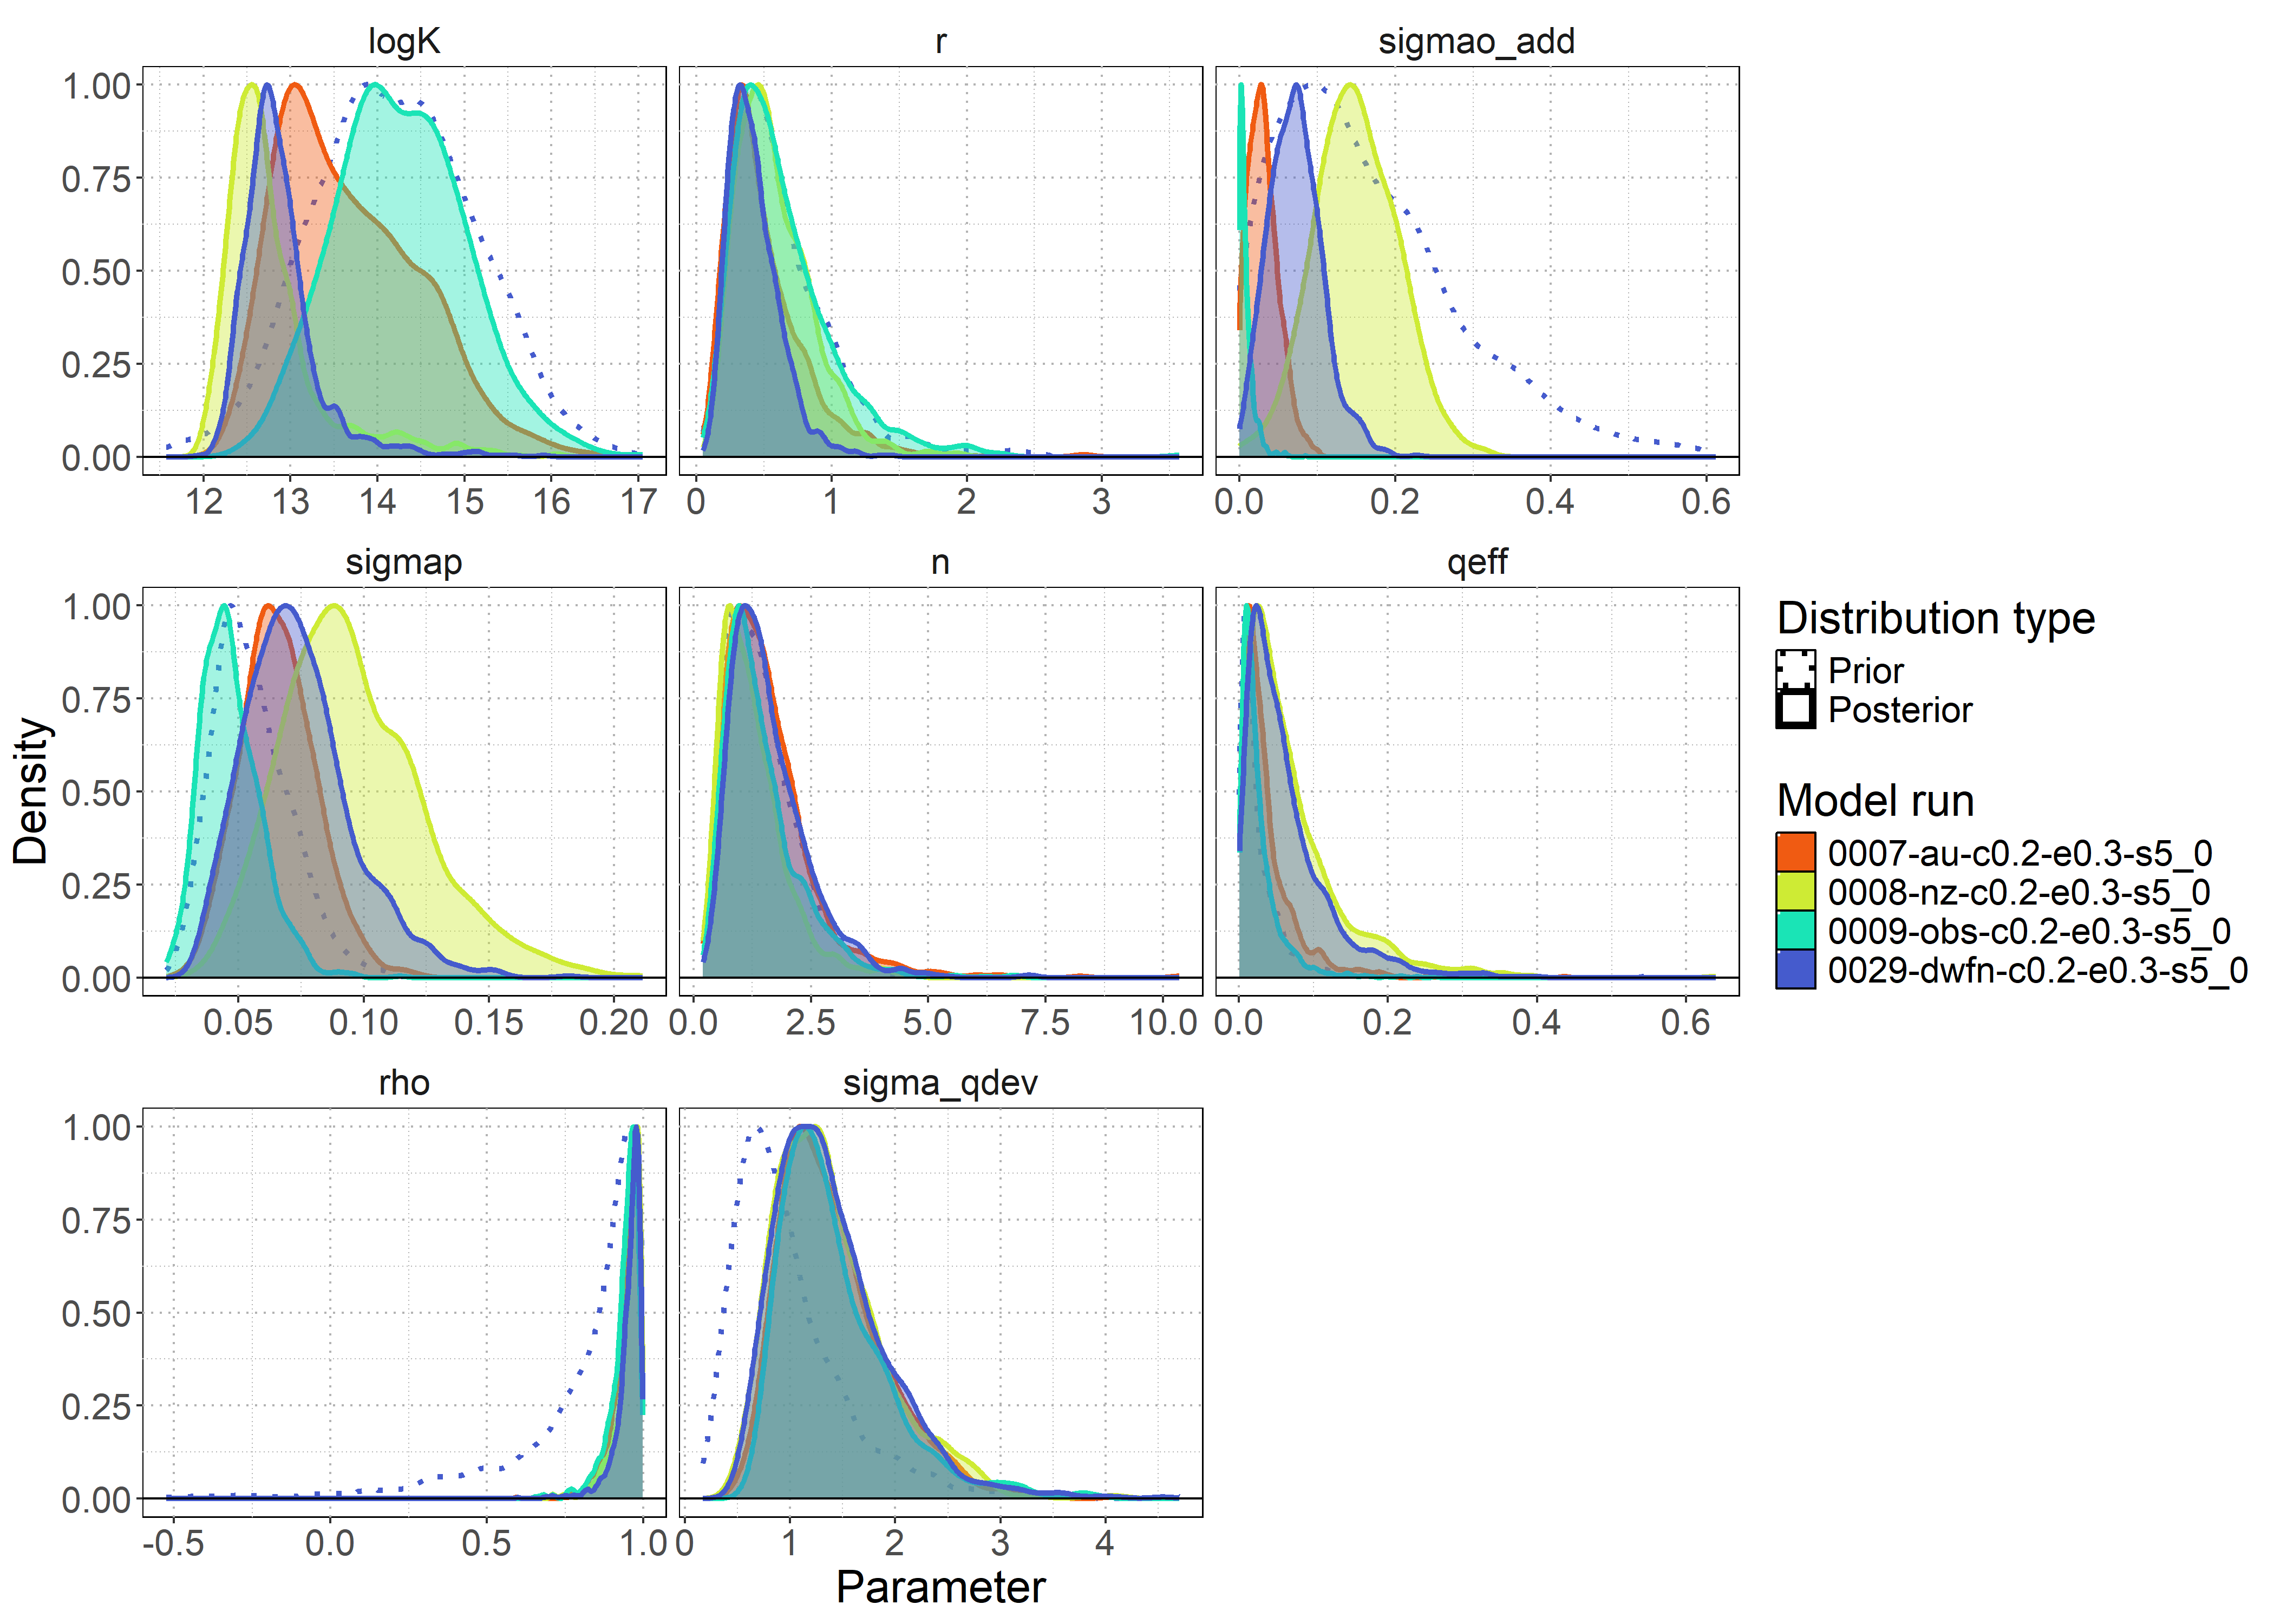 logK
r
sigmao_add
1.00
0.75
0.50
0.25
0.00
12 13 14 15 16 17
0 1 2 3
0.0 0.2 0.4 0.6
sigmap
n
qeff
1.00
0.75
0.50
0.25
0.00
0.05 0.10 0.15 0.20
0.0 2.5 5.0 7.5 10.0
0.0 0.2 0.4 0.6
rho
sigma_qdev
1.00
0.75
0.50
0.25
0.00
-0.5 0.0 0.5 1.0
0 1 2 3 4
Density
Parameter
Distribution type
Prior
Posterior
Model run
0007-au-c0.2-e0.3-s5_0
0008-nz-c0.2-e0.3-s5_0
0009-obs-c0.2-e0.3-s5_0
0029-dwfn-c0.2-e0.3-s5_0